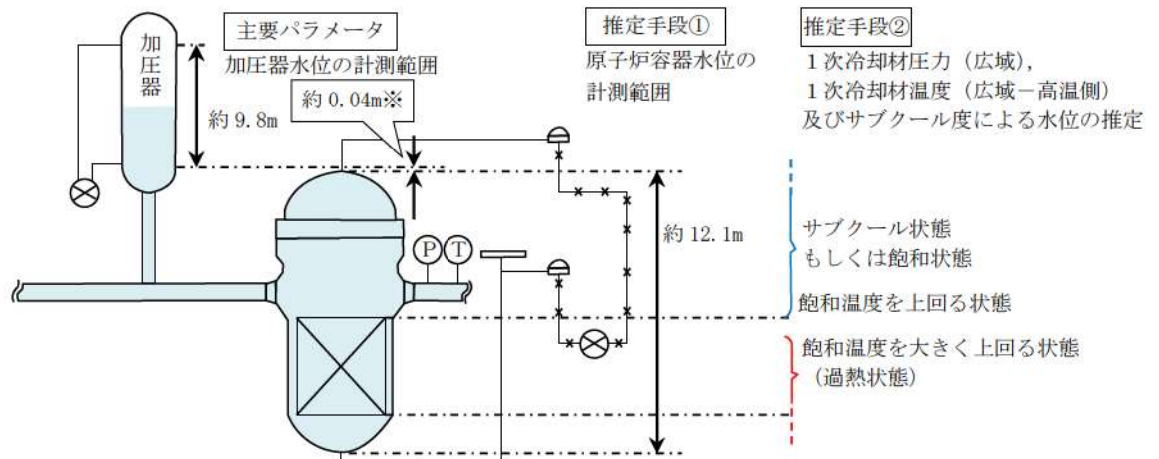 主要パラメータ
加圧器水位の計測範囲
推定手段①
原子炉容器水位の
計測範囲
推定手段②
1次冷却材圧力（広域），
1次冷却材温度（広域－高温側）
及びサブクール度による水位の推定
加圧器
約9.8m
約0.04m※
約12.1m
P T
サブクール状態
もしくは飽和状態
飽和温度を上回る状態
飽和温度を大きく上回る状態
（過熱状態）